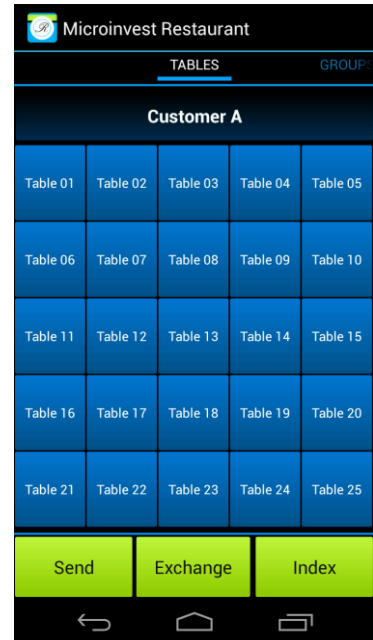 Microinvest Restaurant
TABLES GROUPS
Customer A
Table 01 Table 02 Table 03 Table 04 Table 05
Table 06 Table 07 Table 08 Table 09 Table 10
Table 11 Table 12 Table 13 Table 14 Table 15
Table 16 Table 17 Table 18 Table 19 Table 20
Table 21 Table 22 Table 23 Table 24 Table 25
Send Exchange Index